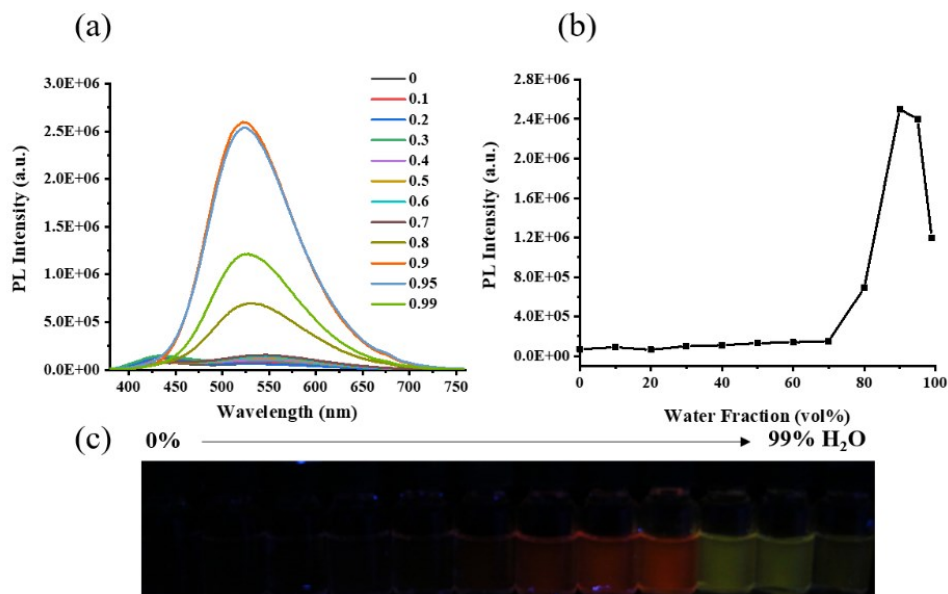 (a)
(b)
3.0E+06
2.5E+06
2.0E+06
1.5E+06
1.0E+06
5.0E+05
0.0E+00
PL Intensity (a.u.)
400 450 500 550 600 650 700 750
Wavelength (nm)
0
0.1
0.2
0.3
0.4
0.5
0.6
0.7
0.8
0.9
0.95
0.99
2.8E+06
2.4E+06
2.0E+06
1.6E+06
1.2E+06
8.0E+05
4.0E+05
0.0E+00
PL Intensity (a.u.)
0 20 40 60 80 100
Water Fraction (vol%)
(c)
0% 99% H₂O